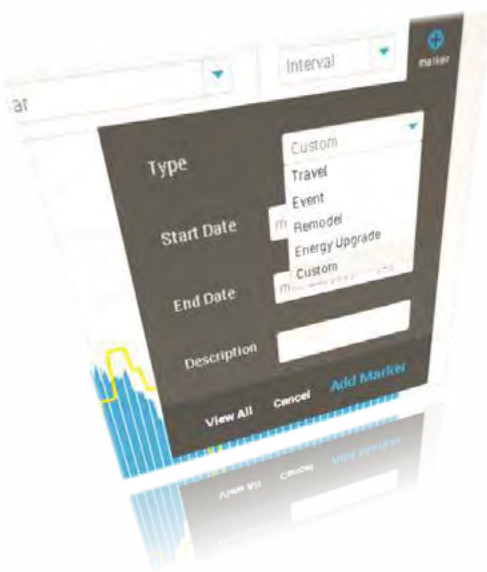 ar
Interval
marker
Type
Custom
Travel
Event
Remodel
Energy Upgrade
Custom
Start Date
m
End Date
Description
View All Cancel Add Marker